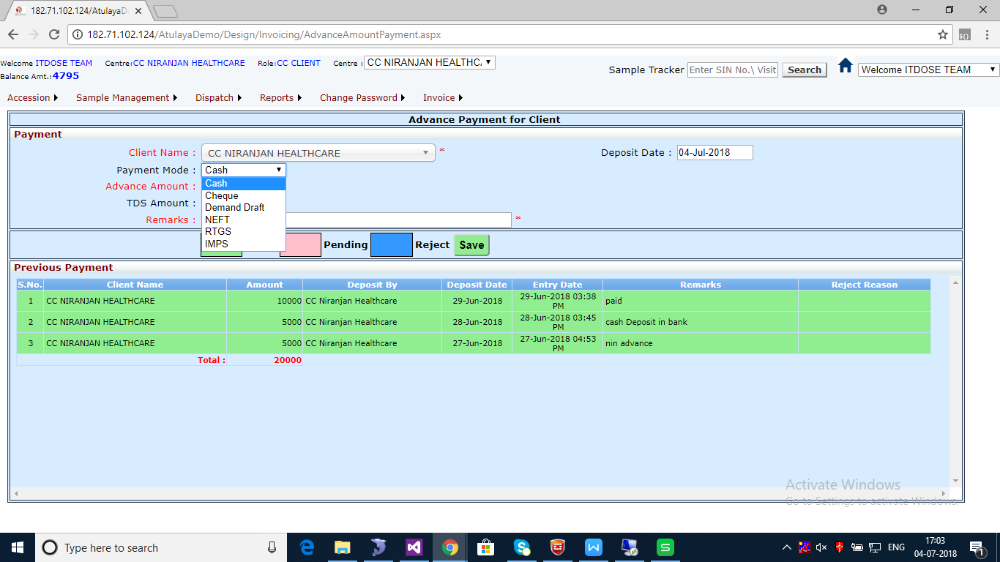 182.71.102.124/AtulayaD
182.71.102.124/AtulayaDemo/Design/Invoicing/AdvanceAmountPayment.aspx
Welcome ITDOSE TEAM Centre:CC NIRANJAN HEALTHCARE Role:CC CLIENT Centre : CC NIRANJAN HEALTHC
Balance Amt.:4795
Sample Tracker Enter SIN No.\ Visit Search Welcome ITDOSE TEAM
Accession Sample Management Dispatch Reports Change Password Invoice
Advance Payment for Client
Payment
Client Name : CC NIRANJAN HEALTHCARE * Deposit Date : 04-Jul-2018
Payment Mode : Cash
Cash
Advance Amount :
Cheque
TDS Amount : Demand Draft
NEFT
Remarks : *
RTGS
IMPS
Pending Reject Save
Previous Payment
S.No. Client Name Amount Deposit By Deposit Date Entry Date Remarks Reject Reason
1 CC NIRANJAN HEALTHCARE 10000 CC Niranjan Healthcare 29-Jun-2018 29-Jun-2018 03:38 PM paid
2 CC NIRANJAN HEALTHCARE 5000 CC Niranjan Healthcare 28-Jun-2018 28-Jun-2018 03:45 PM cash Deposit in bank
3 CC NIRANJAN HEALTHCARE 5000 CC Niranjan Healthcare 27-Jun-2018 27-Jun-2018 04:53 PM nin advance
Total : 20000
Activate Windows
Go to Settings to activate Windows.
Type here to search
ENG
17:03
04-07-2018
1